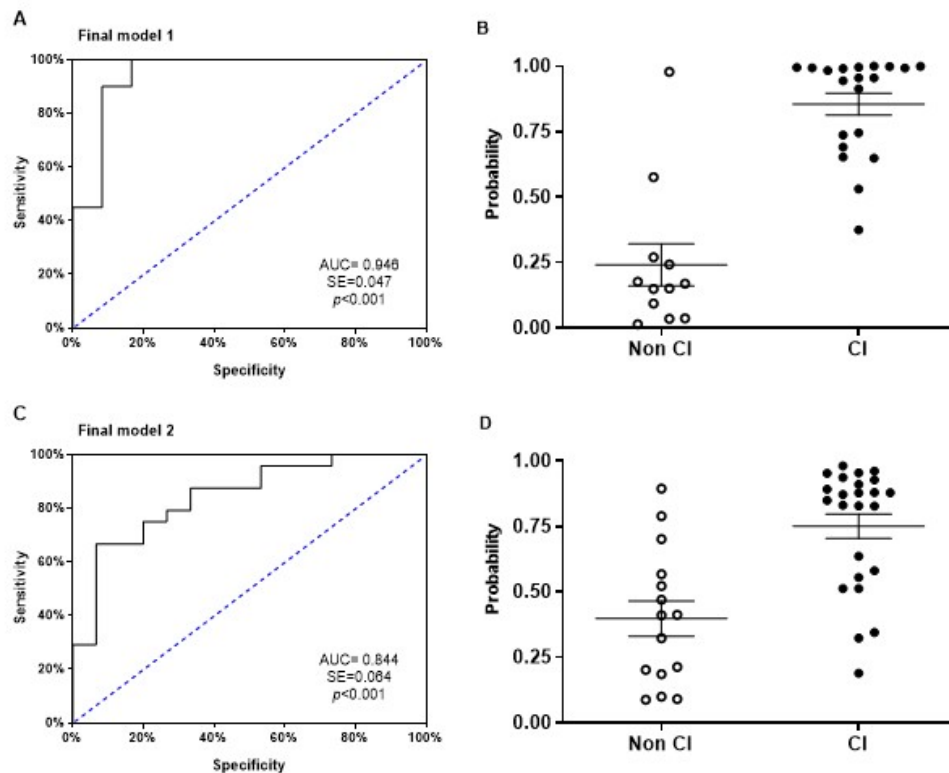 A
Final model 1
100%
80%
60%
40%
20%
0%
Sensitivity
0% 20% 40% 60% 80% 100%
Specificity
AUC= 0.946
SE=0.047
p<0.001
B
1.00
0.75
0.50
0.25
0.00
Probability
Non CI CI
C
Final model 2
100%
80%
60%
40%
20%
0%
Sensitivity
0% 20% 40% 60% 80% 100%
Specificity
AUC= 0.844
SE=0.064
p<0.001
D
1.00
0.75
0.50
0.25
0.00
Probability
Non CI CI